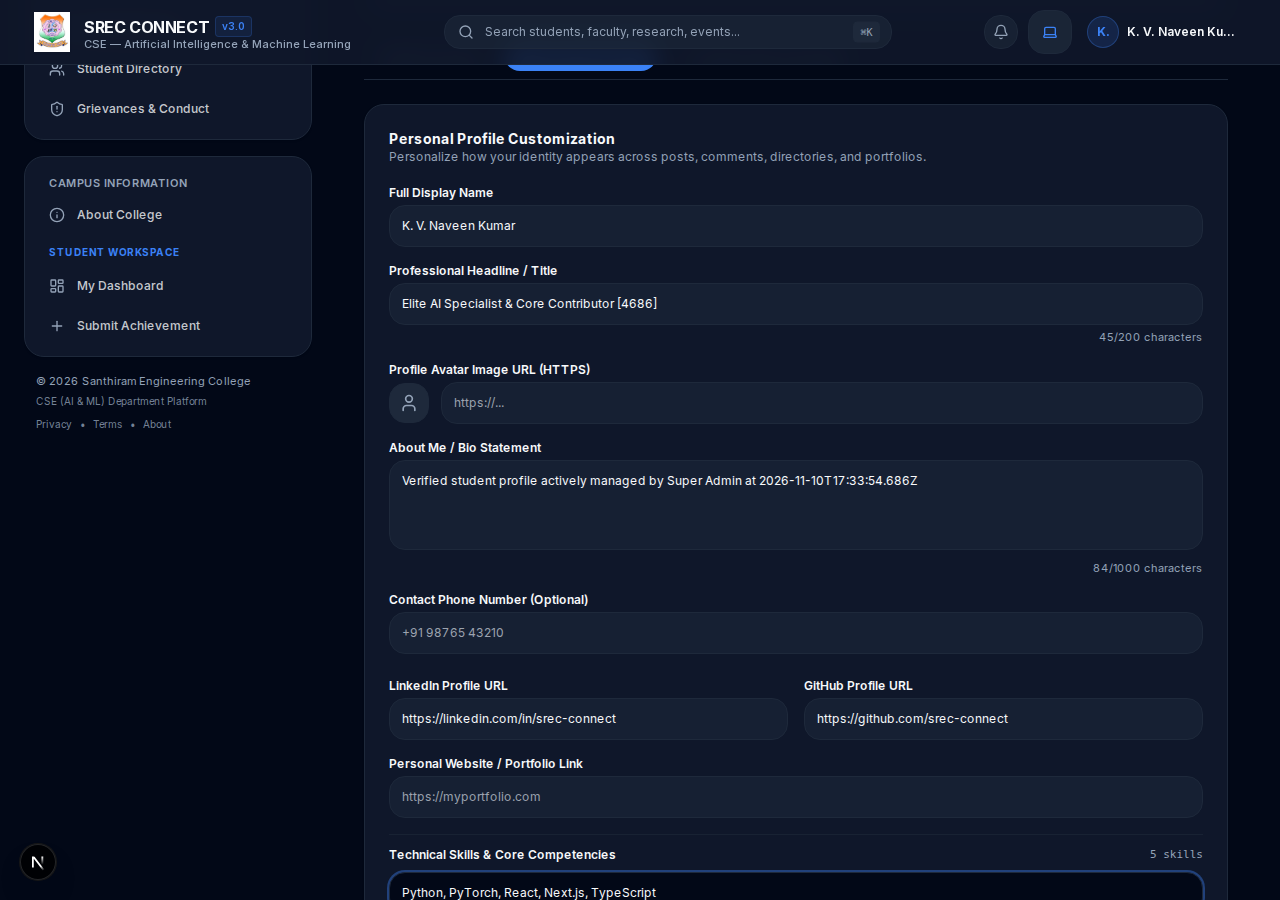 SREC CONNECT v3.0
CSE — Artificial Intelligence & Machine Learning
Search students, faculty, research, events... ⌘K
K. K. V. Naveen Ku...
Student Directory
Grievances & Conduct
CAMPUS INFORMATION
About College
STUDENT WORKSPACE
My Dashboard
Submit Achievement
© 2026 Santhiram Engineering College
CSE (AI & ML) Department Platform
Privacy • Terms • About
N
Personal Profile Customization
Personalize how your identity appears across posts, comments, directories, and portfolios.
Full Display Name
K. V. Naveen Kumar
Professional Headline / Title
Elite AI Specialist & Core Contributor [4686]
45/200 characters
Profile Avatar Image URL (HTTPS)
https://...
About Me / Bio Statement
Verified student profile actively managed by Super Admin at 2026-11-10T17:33:54.686Z
84/1000 characters
Contact Phone Number (Optional)
+91 98765 43210
LinkedIn Profile URL
https://linkedin.com/in/srec-connect
GitHub Profile URL
https://github.com/srec-connect
Personal Website / Portfolio Link
https://myportfolio.com
Technical Skills & Core Competencies
5 skills
Python, PyTorch, React, Next.js, TypeScript